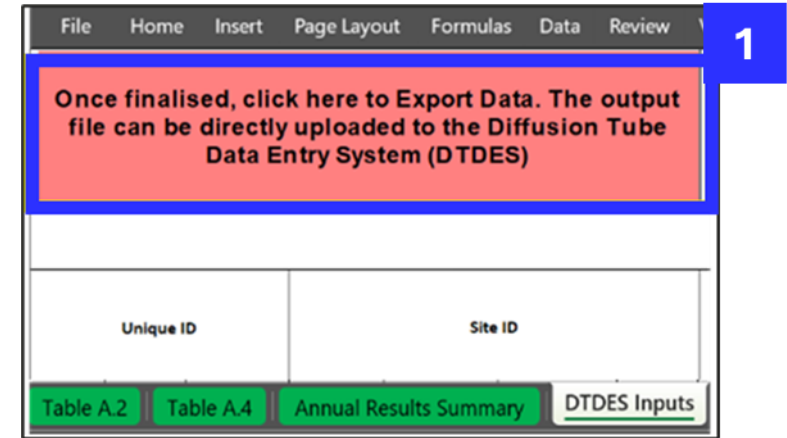 File Home Insert Page Layout Formulas Data Review
1
Once finalised, click here to Export Data. The output
file can be directly uploaded to the Diffusion Tube
Data Entry System (DTDES)
Unique ID Site ID
Table A.2 Table A.4 Annual Results Summary DTDES Inputs